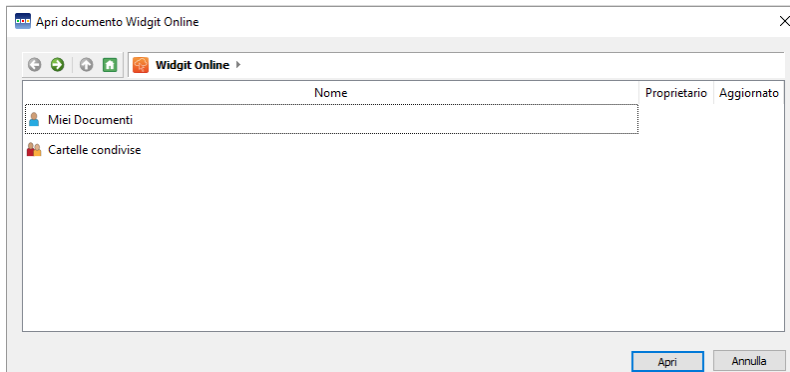 Apri documento Widgit Online
Widgit Online
Nome Proprietario Aggiornato
Miei Documenti
Cartelle condivise
Apri Annulla